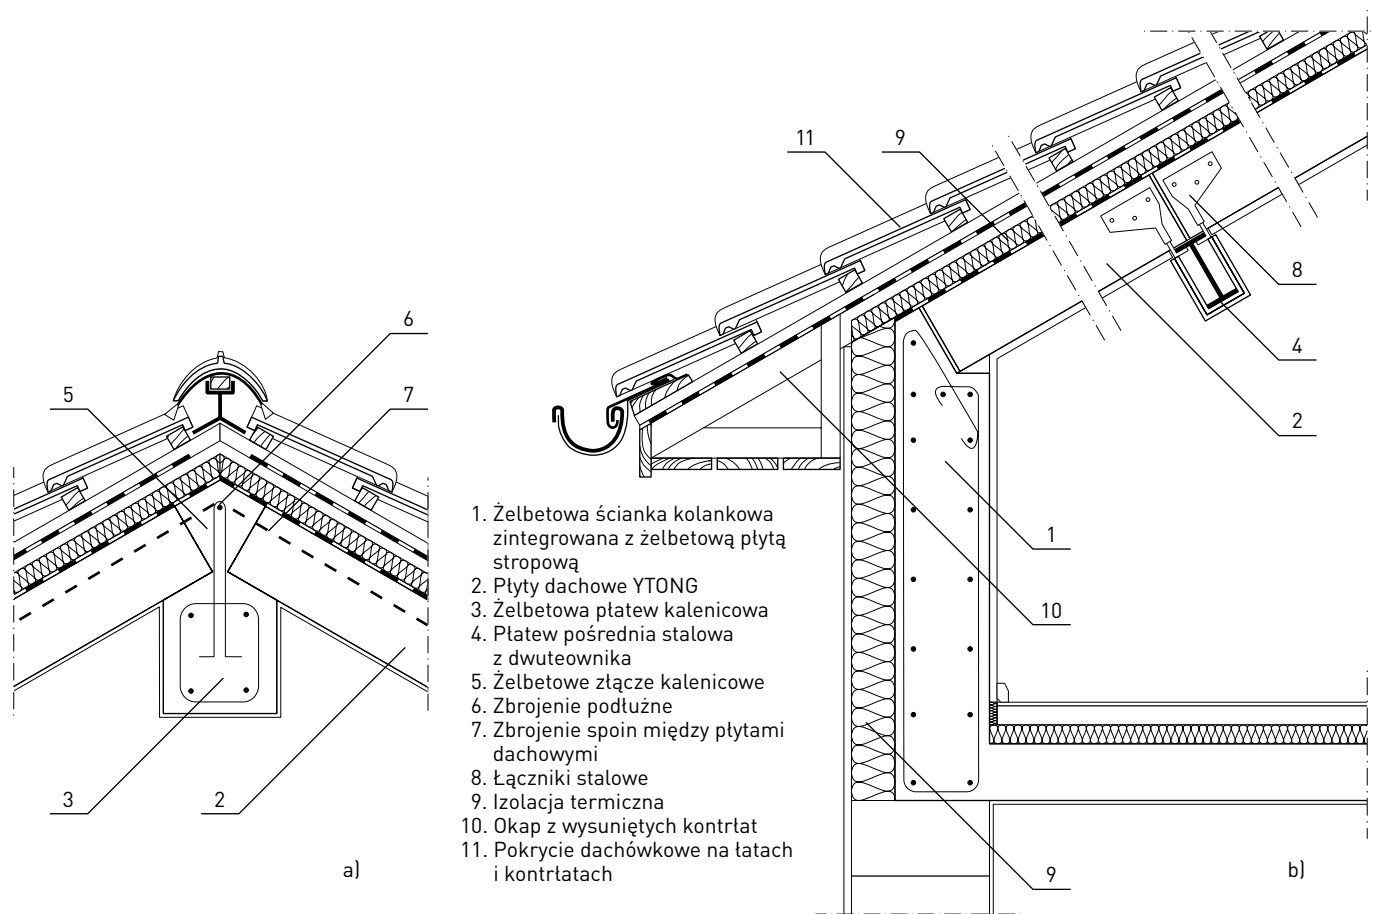 11
9
8
4
2
6
5
7
1. Żelbetowa ścianka kolankowa
zintegrowana z żelbetową płytą
stropową
2. Płyty dachowe YTONG
3. Żelbetowa płatew kalenicowa
4. Płatew pośrednia stalowa
z dwuteownika
5. Żelbetowe złącze kalenicowe
6. Zbrojenie podłużne
7. Zbrojenie spoin między płytami
dachowymi
8. Łączniki stalowe
9. Izolacja termiczna
10. Okap z wysuniętych kontrłat
11. Pokrycie dachówkowe na łatach
i kontrłatach
1
10
3
2
9
a)
b)